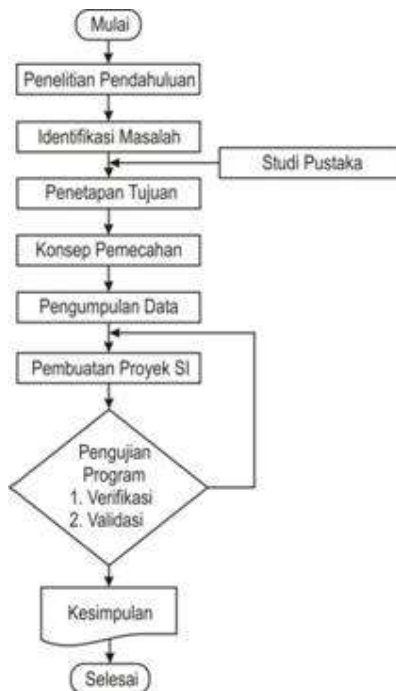 Mulai
Penelitian Pendahuluan
Identifikasi Masalah
Studi Pustaka
Penetapan Tujuan
Konsep Pemecahan
Pengumpulan Data
Pembuatan Proyek SI
Pengujian
Program
1. Verifikasi
2. Validasi
Kesimpulan
Selesai